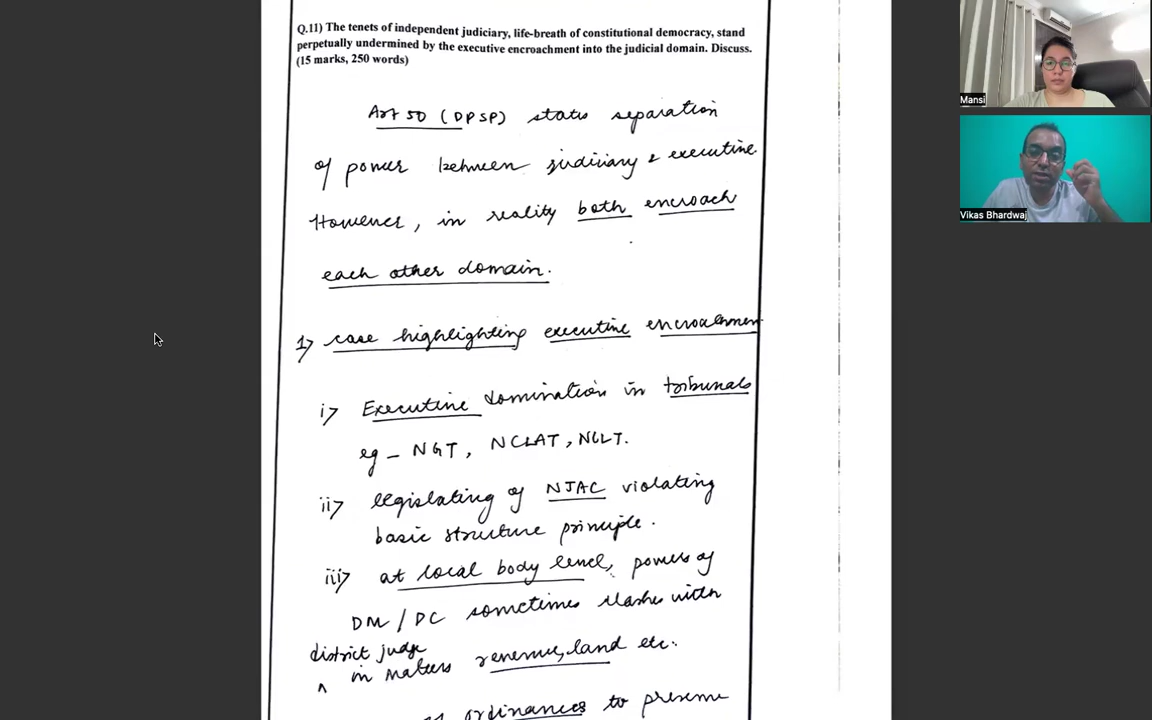 Q.11) The tenets of independent judiciary, life-breath of constitutional democracy, stand
perpetually undermined by the executive encroachment into the judicial domain. Discuss.
(15 marks, 250 words)
Art 50 (DPSP) states separation
of power between judiciary & executive.
However, in reality both encroach
each other domain.
1> case highlighting executive encroachment
i> Executive domination in tribunals
eg - NGT, NCLAT, NCLT.
ii> legislating of NJAC violating
basic structure principle.
iii> at local body level, powers of
DM / DC sometimes clashes with
district judge
^ in matters revenue, land etc.
ordinances to preserve
Mansi
Vikas Bhardwaj